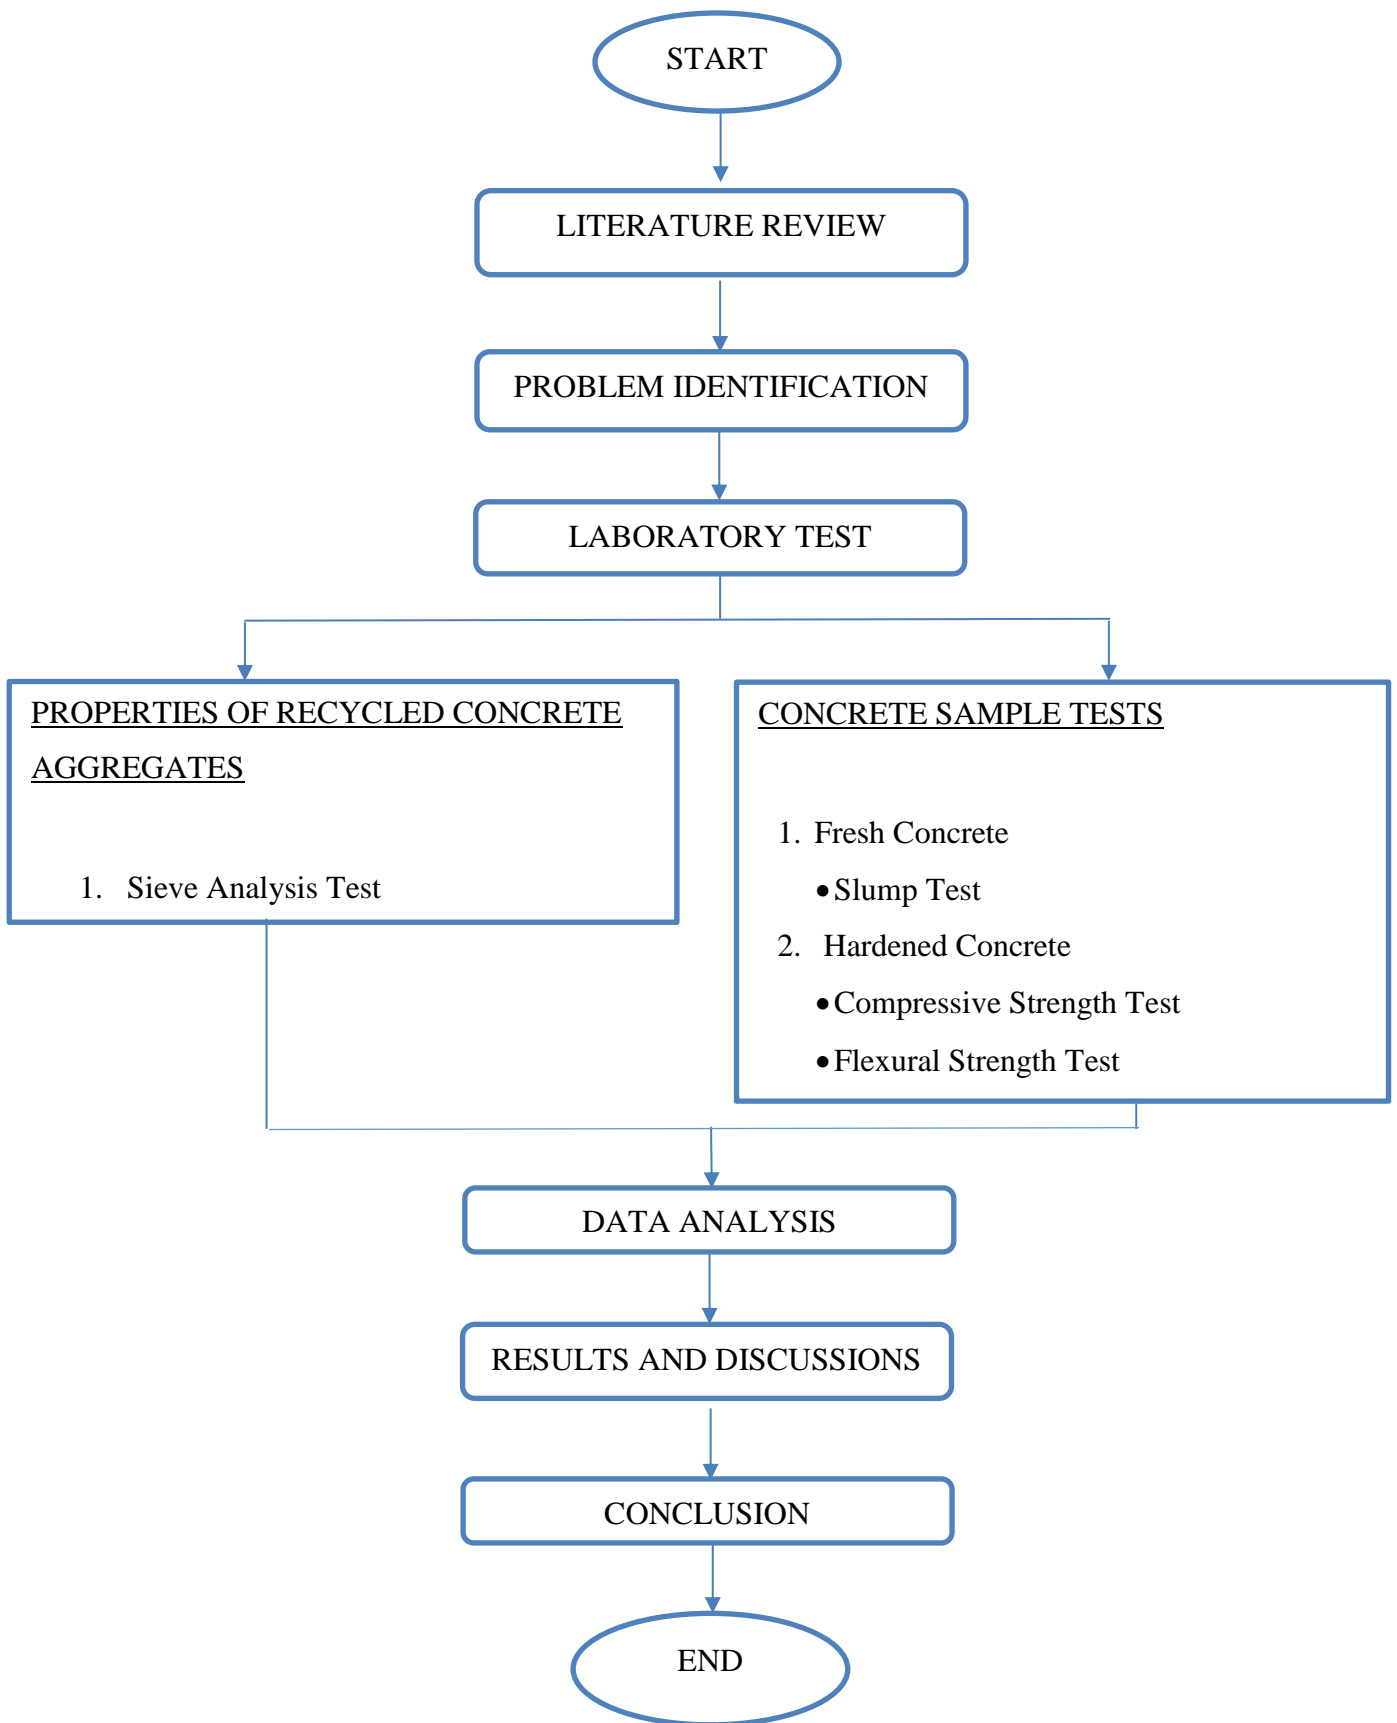 START
LITERATURE REVIEW
PROBLEM IDENTIFICATION
LABORATORY TEST
PROPERTIES OF RECYCLED CONCRETE
AGGREGATES
1. Sieve Analysis Test
CONCRETE SAMPLE TESTS
1. Fresh Concrete
•Slump Test
2. Hardened Concrete
•Compressive Strength Test
•Flexural Strength Test
DATA ANALYSIS
RESULTS AND DISCUSSIONS
CONCLUSION
END